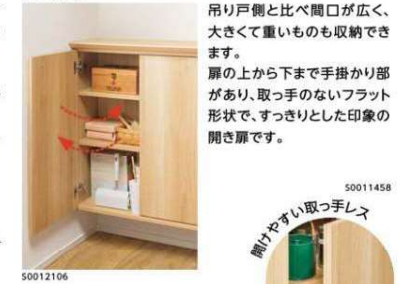 吊り戸側と比べ間口が広く、
大きくて重いものも収納でき
ます。
扉の上から下まで手掛かり部
があり、取っ手のないフラット
形状で、すっきりとした印象の
開き扉です。
S0011458
開けやすい取っ手レス
S0012106